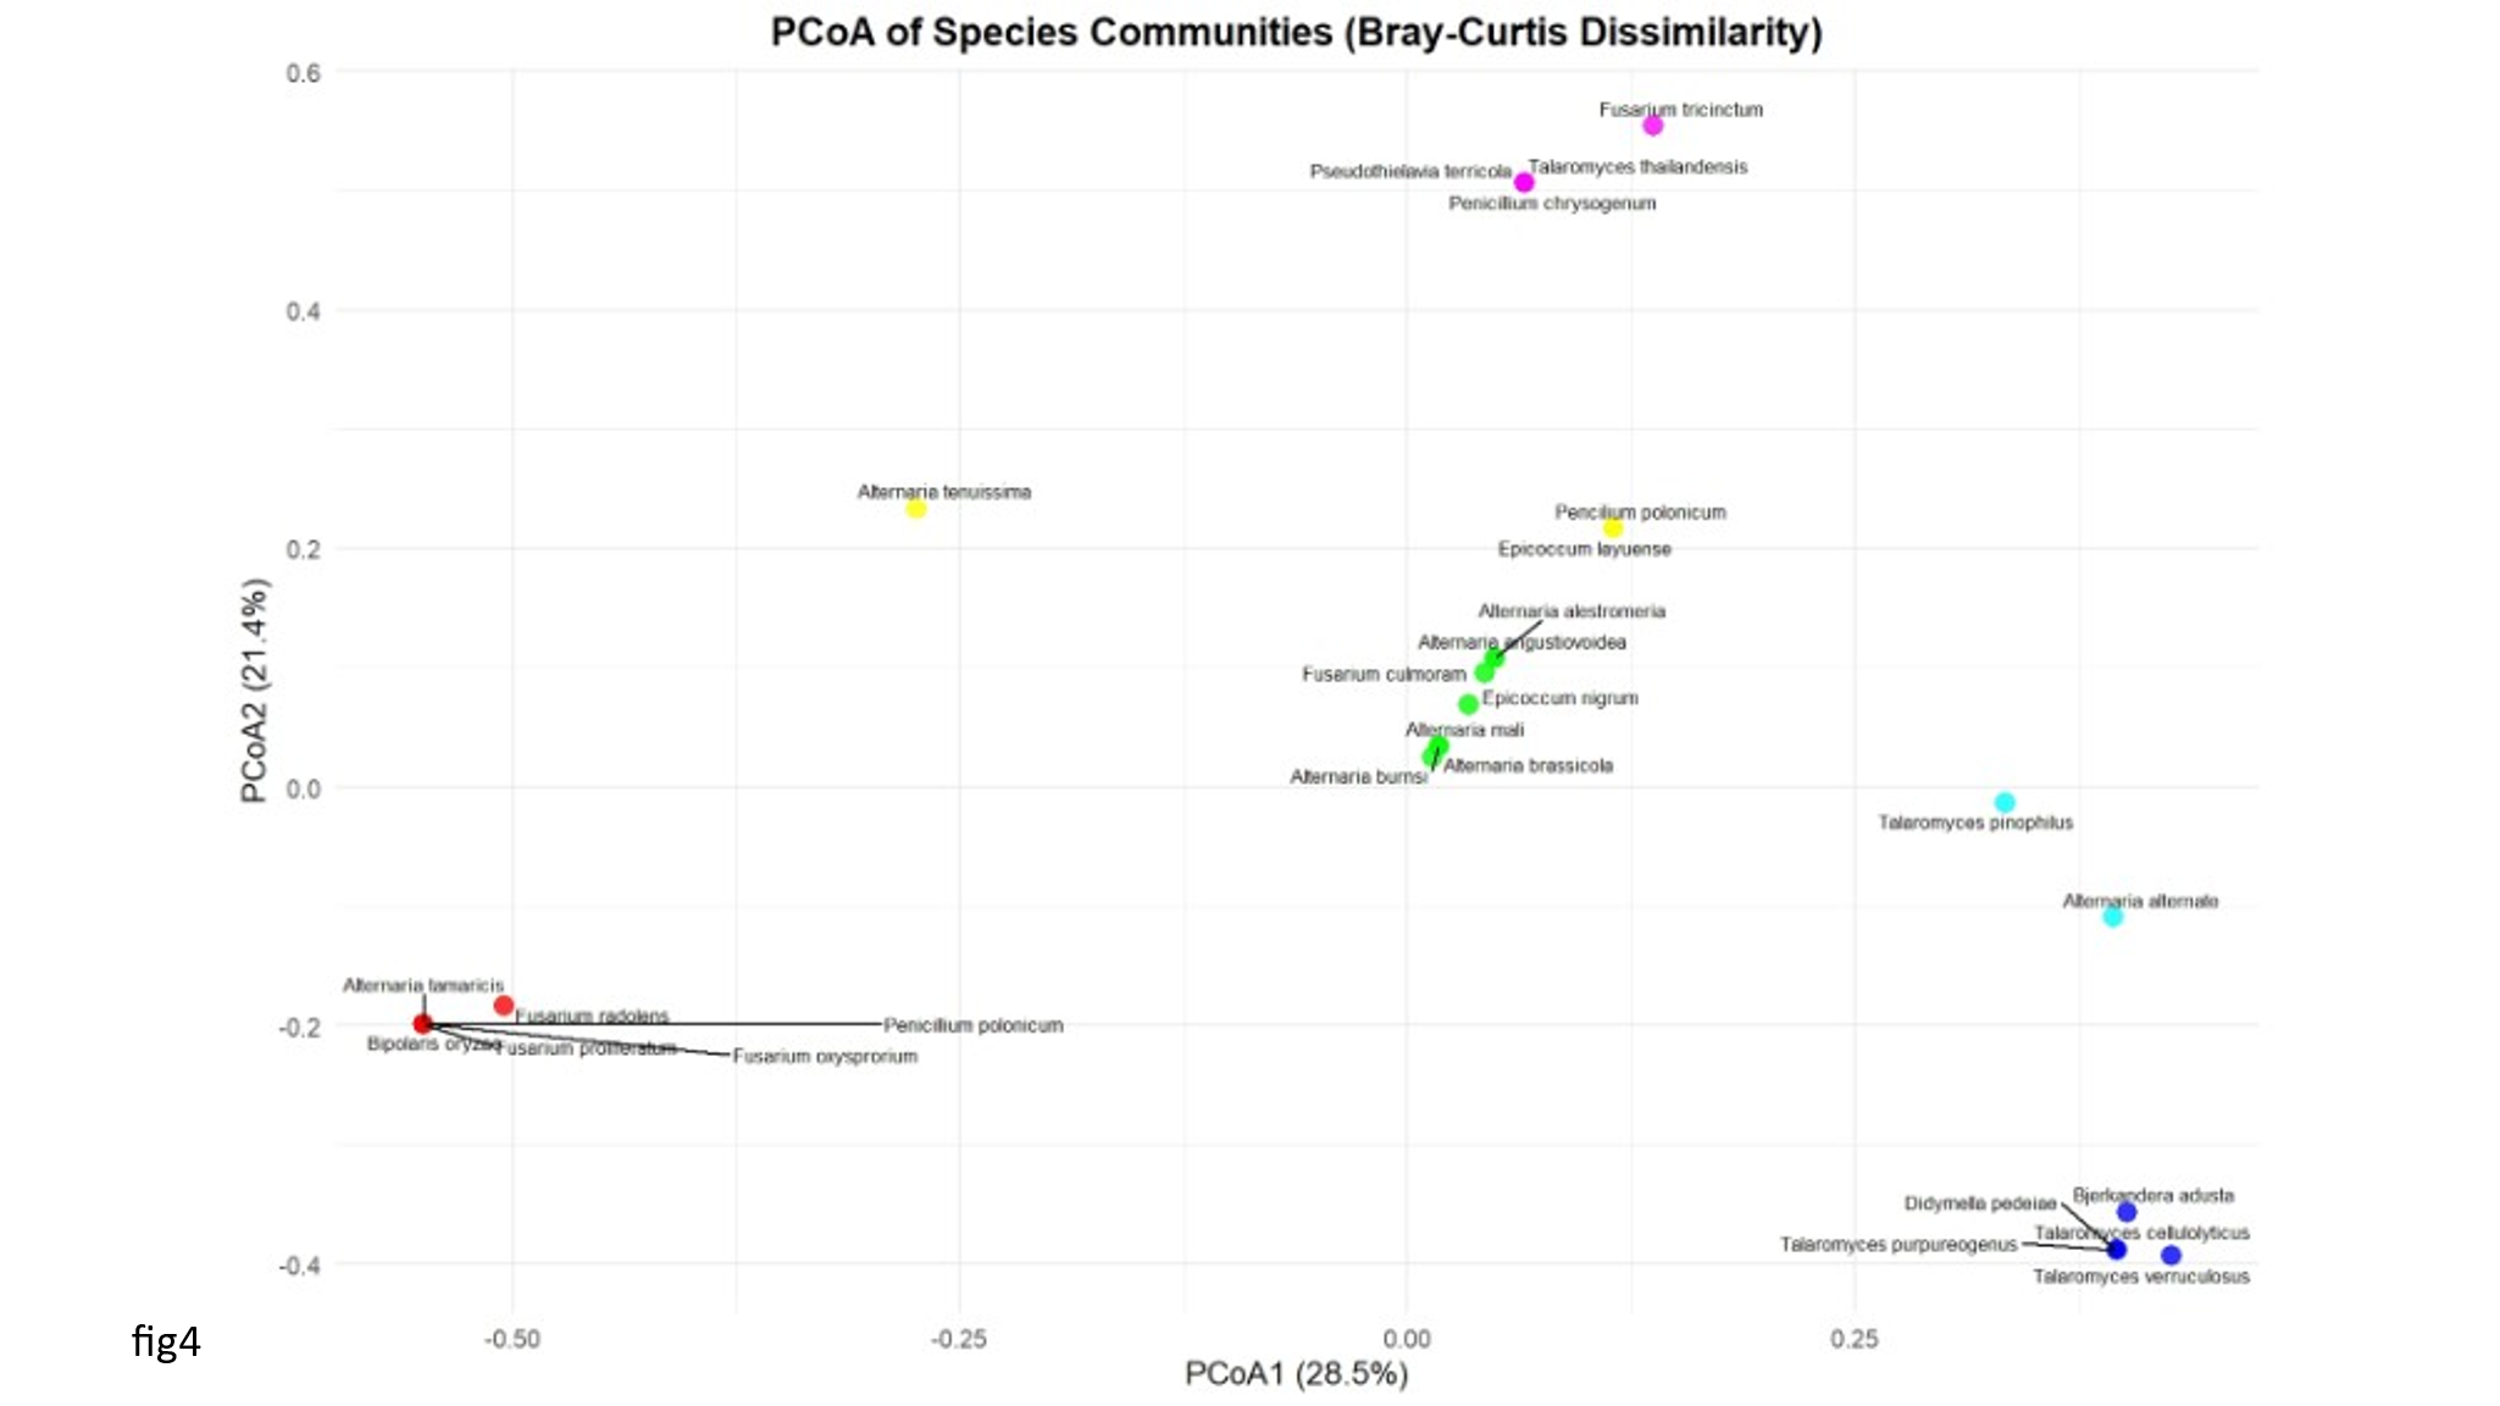 PCoA of Species Communities (Bray-Curtis Dissimilarity)
0.6
Fusarium tricinctum
Pseudothielavia terricola
Talaromyces thailandensis
Penicillium chrysogenum
0.4
Alternaria tenuissima
Pencilium polonicum
0.2
Epicoccum layuense
Alternaria alestromeria
Alternaria angustiovoidea
Fusarium culmoram
Epicoccum nigrum
Alternaria mali
Alternaria brassicola
Alternaria burnsi
PCoA2 (21.4%)
0.0
Talaromyces pinophilus
Alternaria alternate
Alternaria tamaricis
Fusarium radolens
-0.2
Penicillium polonicum
Bipolaris oryzae
Fusarium proliferatum
Fusarium oxysprorium
Bjerkandera adusta
Didymella pedeiae
Talaromyces cellulolyticus
Talaromyces purpureogenus
-0.4
Talaromyces verruculosus
-0.50
-0.25
0.00
0.25
PCoA1 (28.5%)
fig4